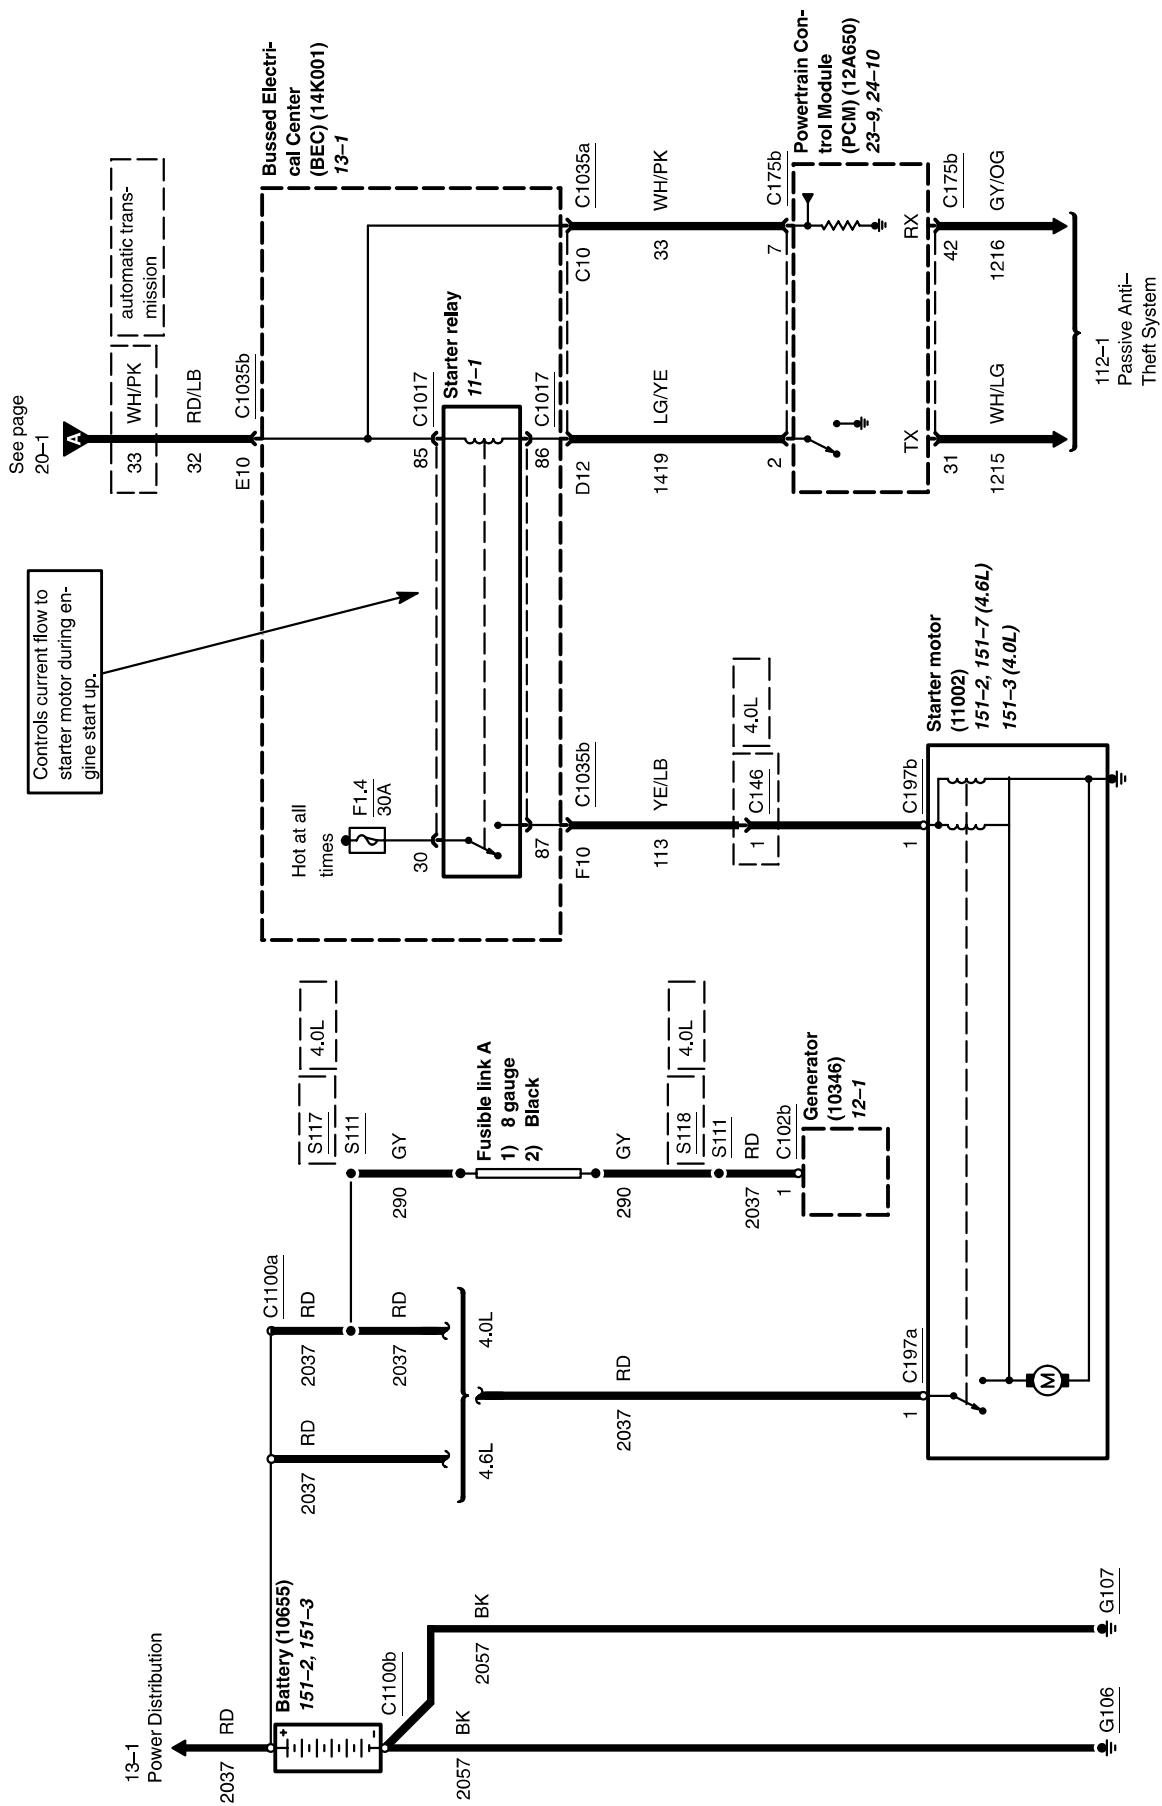 13–1
Power Distribution
2037
RD
Battery (10655)
151–2, 151–3
+
-
C1100b
2057
BK
2057
BK
G106
G107
C1100a
2037
RD
2037
RD
2037
RD
4.6L
4.0L
2037
RD
1
C197a
S117
4.0L
S111
290
GY
Fusible link A
1) 8 gauge
2) Black
290
GY
S118
4.0L
S111
2037
RD
1
C102b
Generator
(10346)
12–1
Controls current flow to
starter motor during en-
gine start up.
Hot at all
times
F1.4
30A
30
87
F10
C1035b
113
YE/LB
1
C146
4.0L
1
C197b
Starter motor
(11002)
151–2, 151–7 (4.6L)
151–3 (4.0L)
M
See page
20–1
A
33
WH/PK
automatic trans-
mission
32
RD/LB
E10
C1035b
Bussed Electri-
cal Center
(BEC) (14K001)
13–1
85
C1017
Starter relay
11–1
86
C1017
D12
C10
C1035a
1419
LG/YE
33
WH/PK
2
7
C175b
Powertrain Con-
trol Module
(PCM) (12A650)
23–9, 24–10
TX
RX
31
42
C175b
1215
WH/LG
1216
GY/OG
112–1
Passive Anti–
Theft System